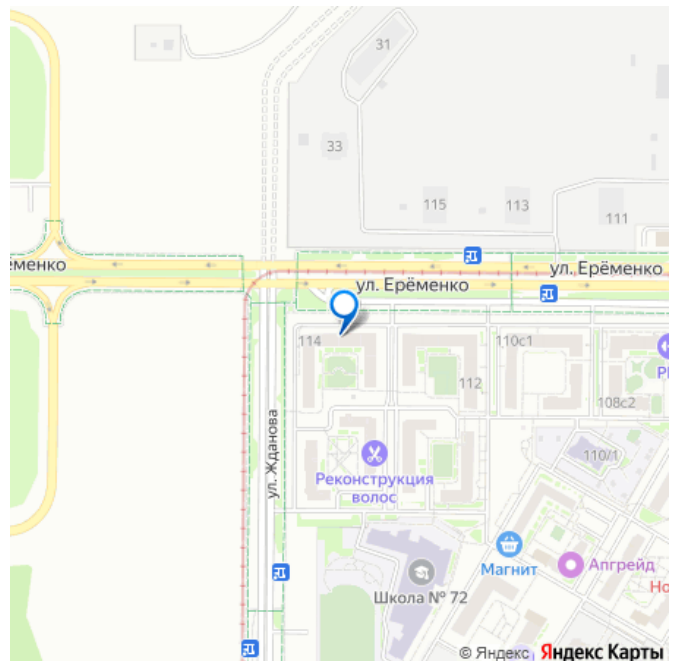 31
33
115
113
111
еменко
ул. Ерёменко
ул. Ерёменко
114
110с1
112
108с2
110/1
ул. Жданова
Реконструкция
волос
Магнит
Апгрейд
Школа № 72
© Яндекс Яндекс Карты